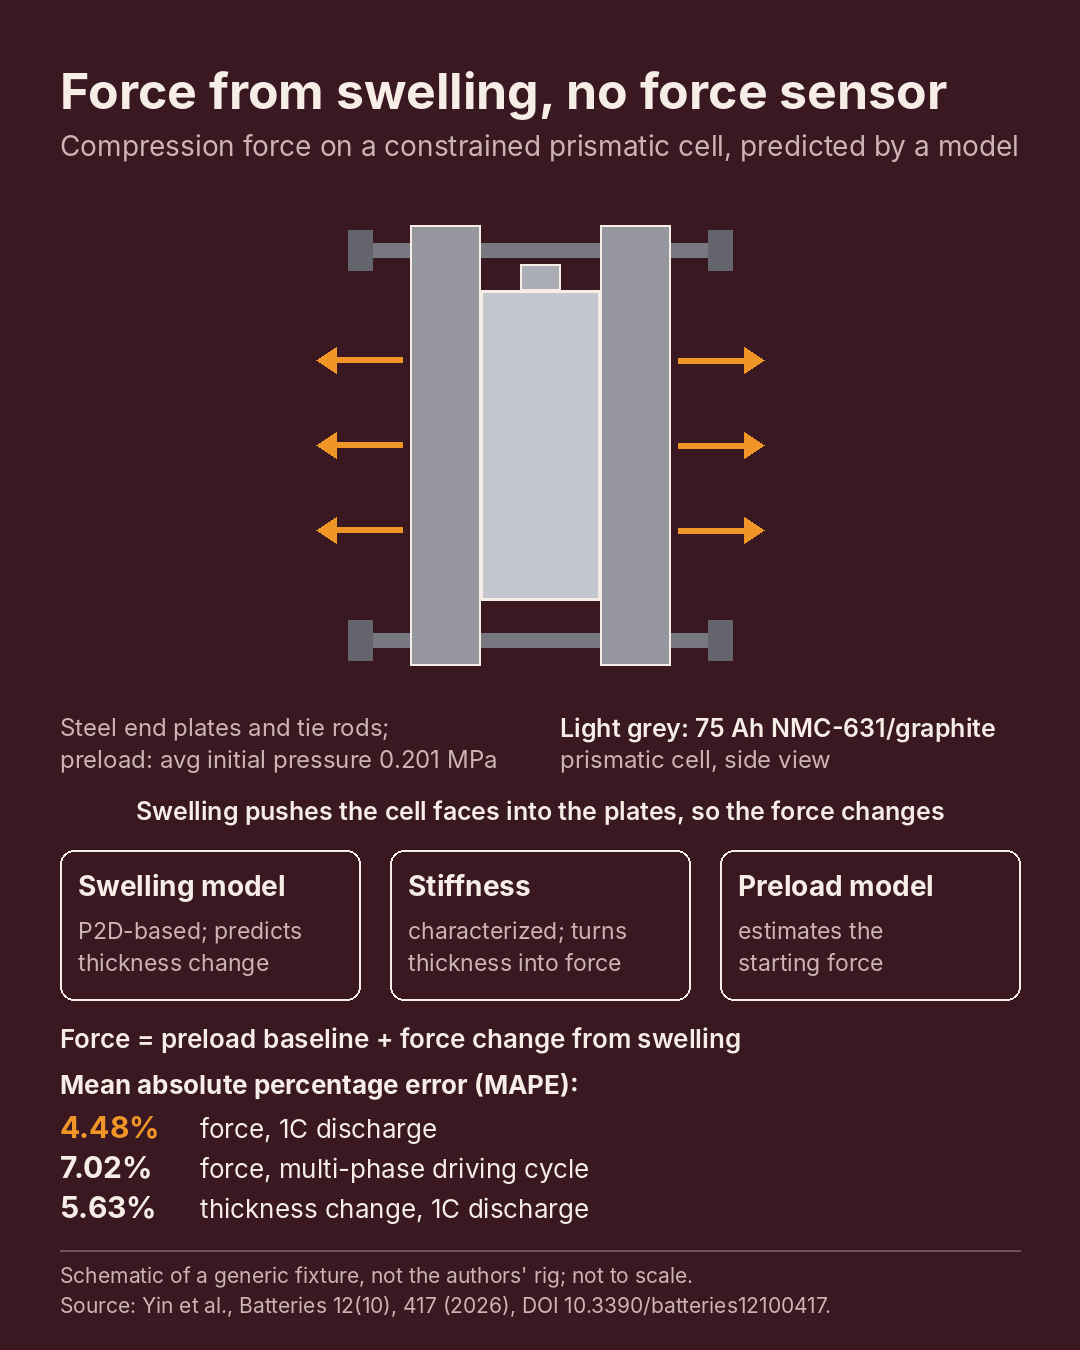 Force from swelling, no force sensor
Compression force on a constrained prismatic cell, predicted by a model
Steel end plates and tie rods;
preload: avg initial pressure 0.201 MPa
Light grey: 75 Ah NMC-631/graphite
prismatic cell, side view
Swelling pushes the cell faces into the plates, so the force changes
Swelling model
P2D-based; predicts
thickness change
Stiffness
characterized; turns
thickness into force
Preload model
estimates the
starting force
Force = preload baseline + force change from swelling
Mean absolute percentage error (MAPE):
4.48% force, 1C discharge
7.02% force, multi-phase driving cycle
5.63% thickness change, 1C discharge
Schematic of a generic fixture, not the authors' rig; not to scale.
Source: Yin et al., Batteries 12(10), 417 (2026), DOI 10.3390/batteries12100417.